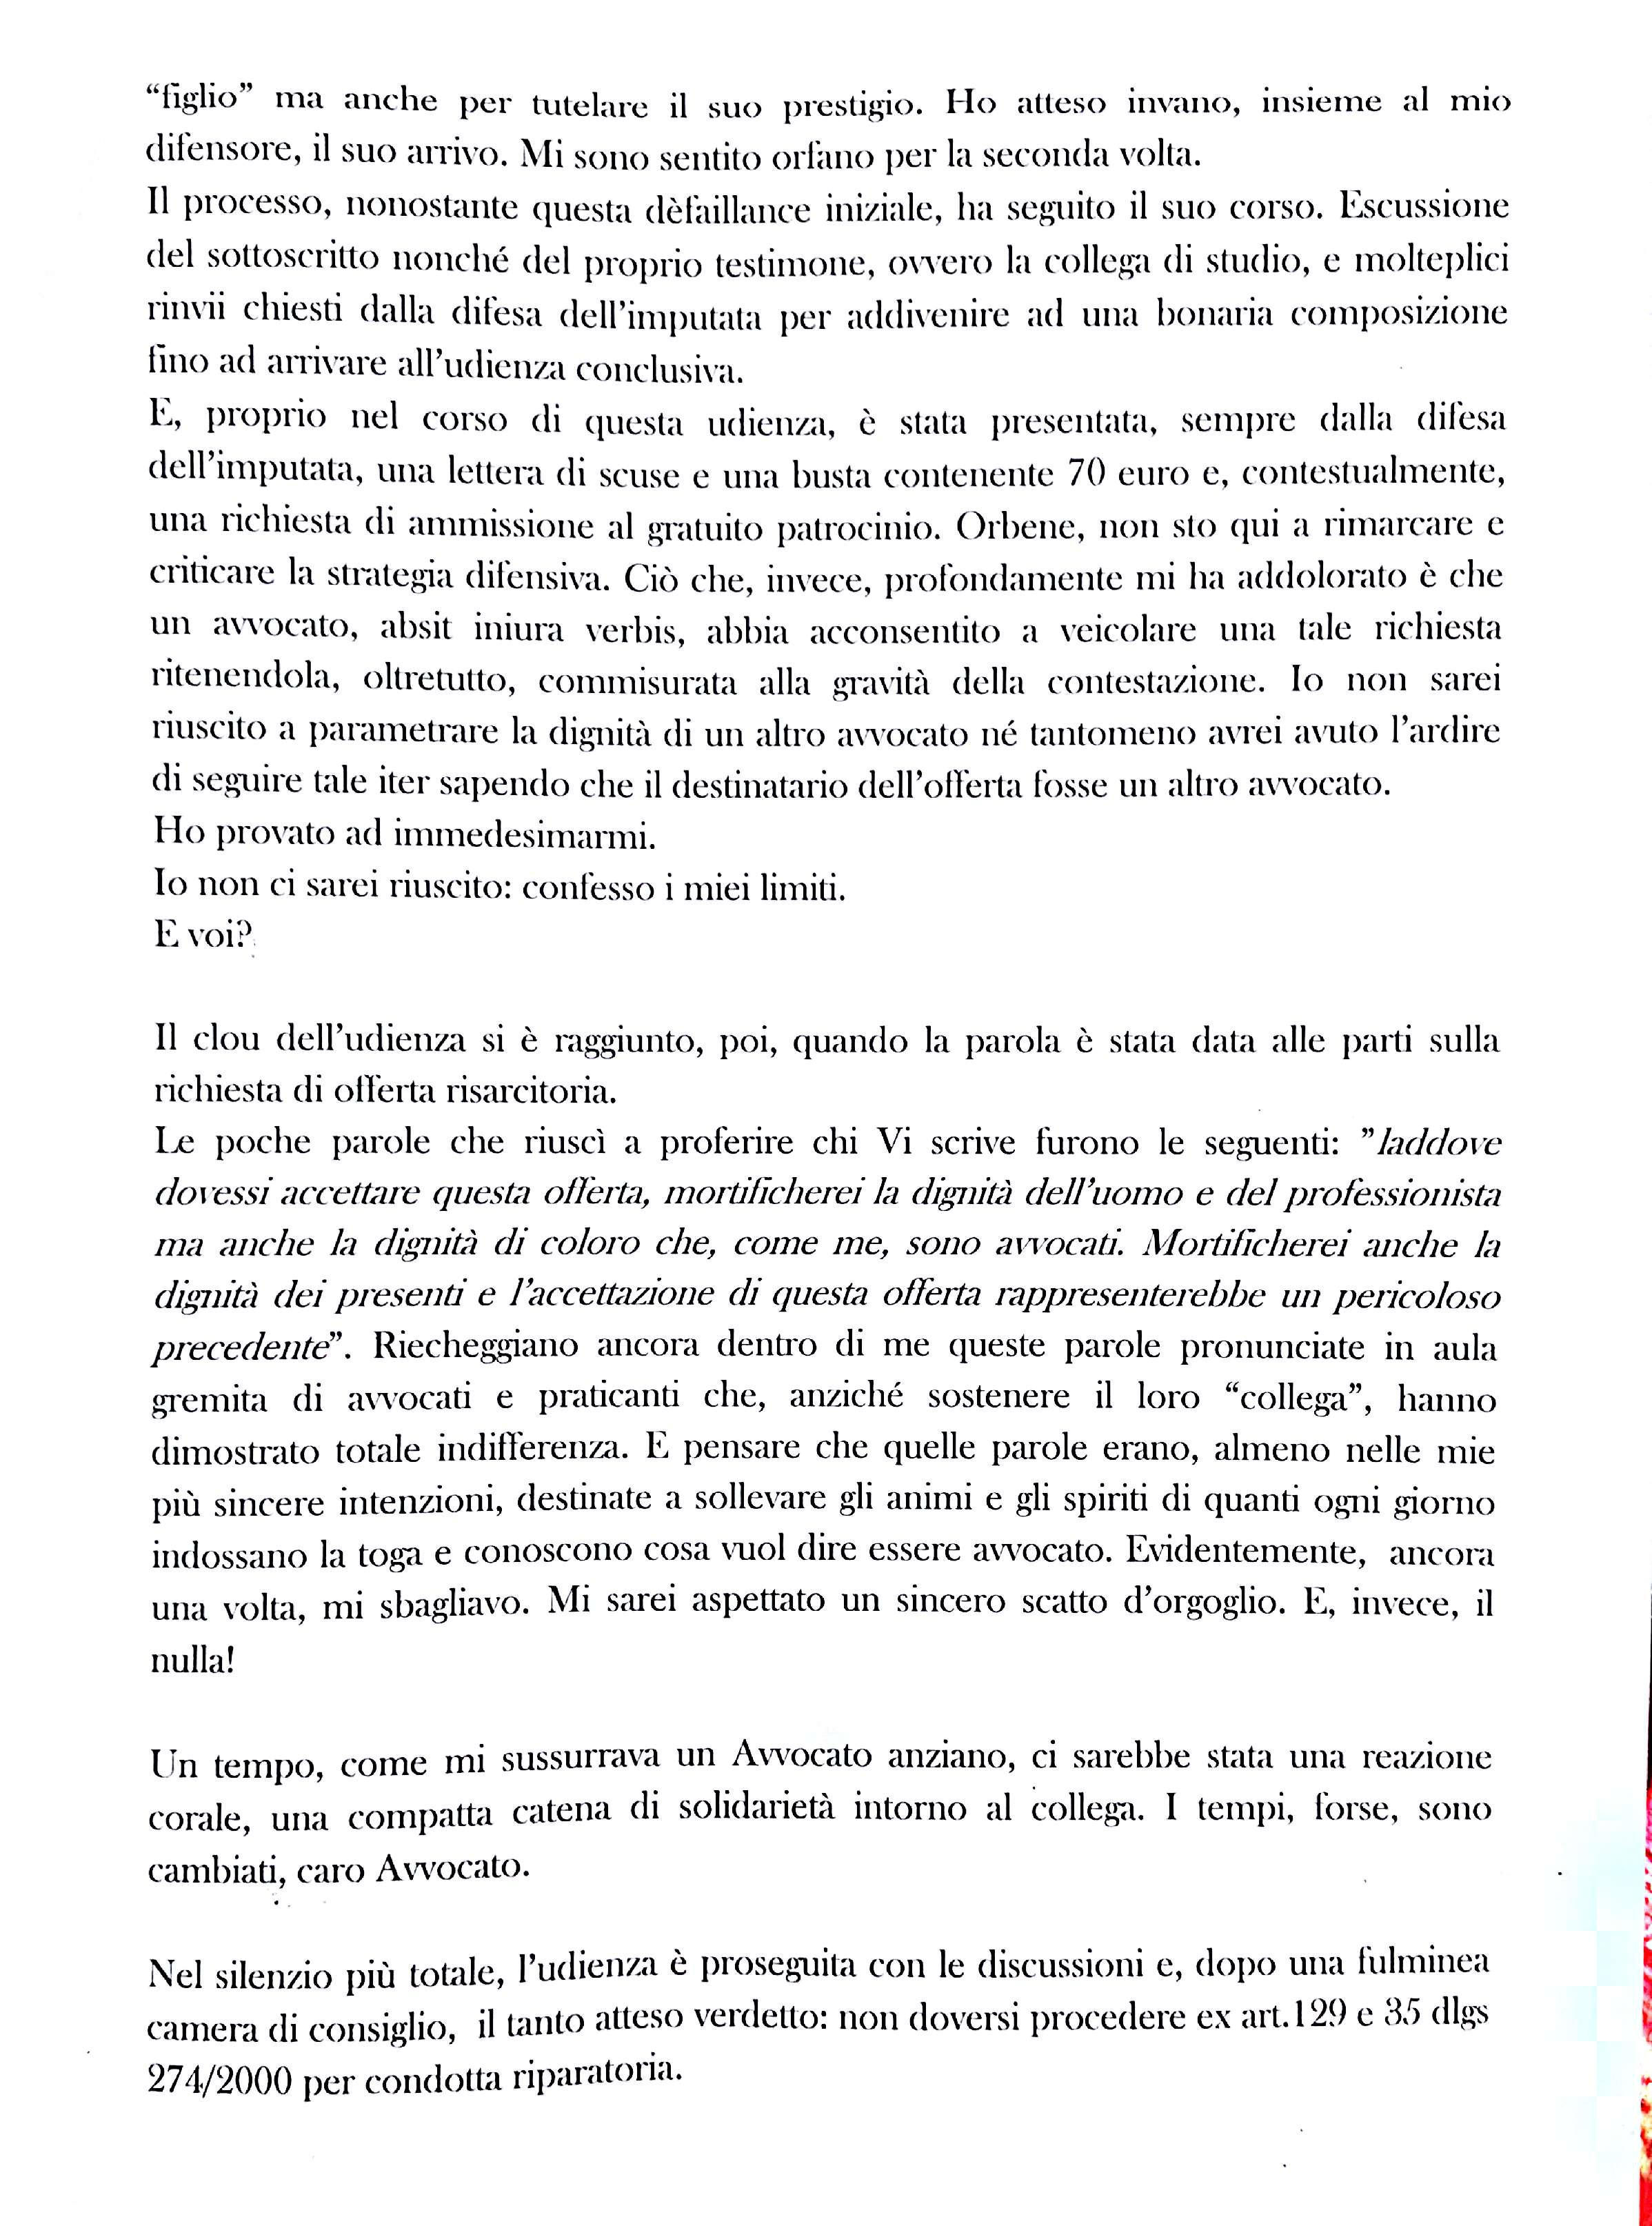 “figlio” ma anche per tutelare il suo prestigio. Ho atteso invano, insieme al mio
difensore, il suo arrivo. Mi sono sentito orfano per la seconda volta.
Il processo, nonostante questa dèfaillance iniziale, ha seguito il suo corso. Escussione
del sottoscritto nonché del proprio testimone, ovvero la collega di studio, e molteplici
rinvii chiesti dalla difesa dell’imputata per addivenire ad una bonaria composizione
fino ad arrivare all’udienza conclusiva.
E, proprio nel corso di questa udienza, è stata presentata, sempre dalla difesa
dell’imputata, una lettera di scuse e una busta contenente 70 euro e, contestualmente,
una richiesta di ammissione al gratuito patrocinio. Orbene, non sto qui a rimarcare e
criticare la strategia difensiva. Ciò che, invece, profondamente mi ha addolorato è che
un avvocato, absit iniura verbis, abbia acconsentito a veicolare una tale richiesta
ritenendola, oltretutto, commisurata alla gravità della contestazione. Io non sarei
riuscito a parametrare la dignità di un altro avvocato né tantomeno avrei avuto l’ardire
di seguire tale iter sapendo che il destinatario dell’offerta fosse un altro avvocato.
Ho provato ad immedesimarmi.
Io non ci sarei riuscito: confesso i miei limiti.
E voi?
Il clou dell’udienza si è raggiunto, poi, quando la parola è stata data alle parti sulla
richiesta di offerta risarcitoria.
Le poche parole che riuscì a proferire chi Vi scrive furono le seguenti: ”laddove
dovessi accettare questa offerta, mortificherei la dignità dell’uomo e del professionista
ma anche la dignità di coloro che, come me, sono avvocati. Mortificherei anche la
dignità dei presenti e l’accettazione di questa offerta rappresenterebbe un pericoloso
precedente”. Riecheggiano ancora dentro di me queste parole pronunciate in aula
gremita di avvocati e praticanti che, anziché sostenere il loro “collega”, hanno
dimostrato totale indifferenza. E pensare che quelle parole erano, almeno nelle mie
più sincere intenzioni, destinate a sollevare gli animi e gli spiriti di quanti ogni giorno
indossano la toga e conoscono cosa vuol dire essere avvocato. Evidentemente, ancora
una volta, mi sbagliavo. Mi sarei aspettato un sincero scatto d’orgoglio. E, invece, il
nulla!
Un tempo, come mi sussurrava un Avvocato anziano, ci sarebbe stata una reazione
corale, una compatta catena di solidarietà intorno al collega. I tempi, forse, sono
cambiati, caro Avvocato.
Nel silenzio più totale, l’udienza è proseguita con le discussioni e, dopo una fulminea
camera di consiglio, il tanto atteso verdetto: non doversi procedere ex art.129 e 35 dlgs
274/2000 per condotta riparatoria.